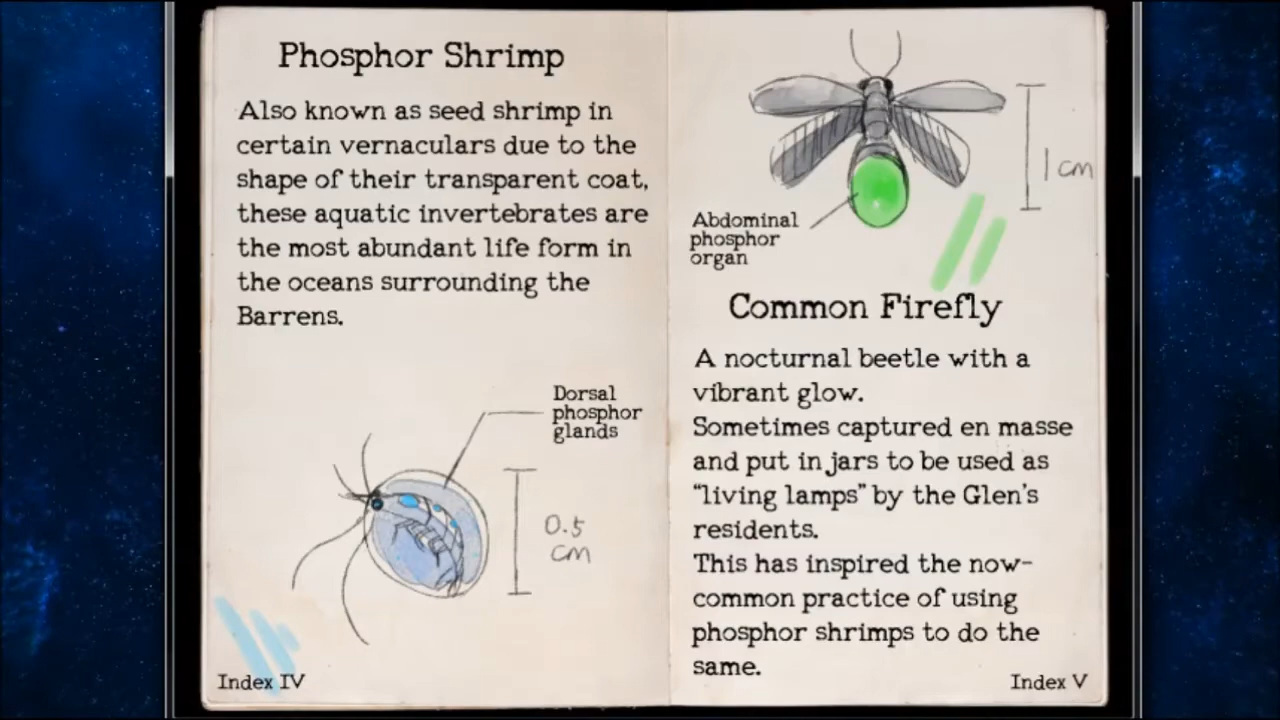 Phosphor Shrimp
Also known as seed shrimp in
certain vernaculars due to the
shape of their transparent coat,
these aquatic invertebrates are
the most abundant life form in
the oceans surrounding the
Barrens.
Dorsal
phosphor
glands
0.5
cm
Index IV
1 cm
Abdominal
phosphor
organ
Common Firefly
A nocturnal beetle with a
vibrant glow.
Sometimes captured en masse
and put in jars to be used as
“living lamps” by the Glen's
residents.
This has inspired the now-
common practice of using
phosphor shrimps to do the
same.
Index V